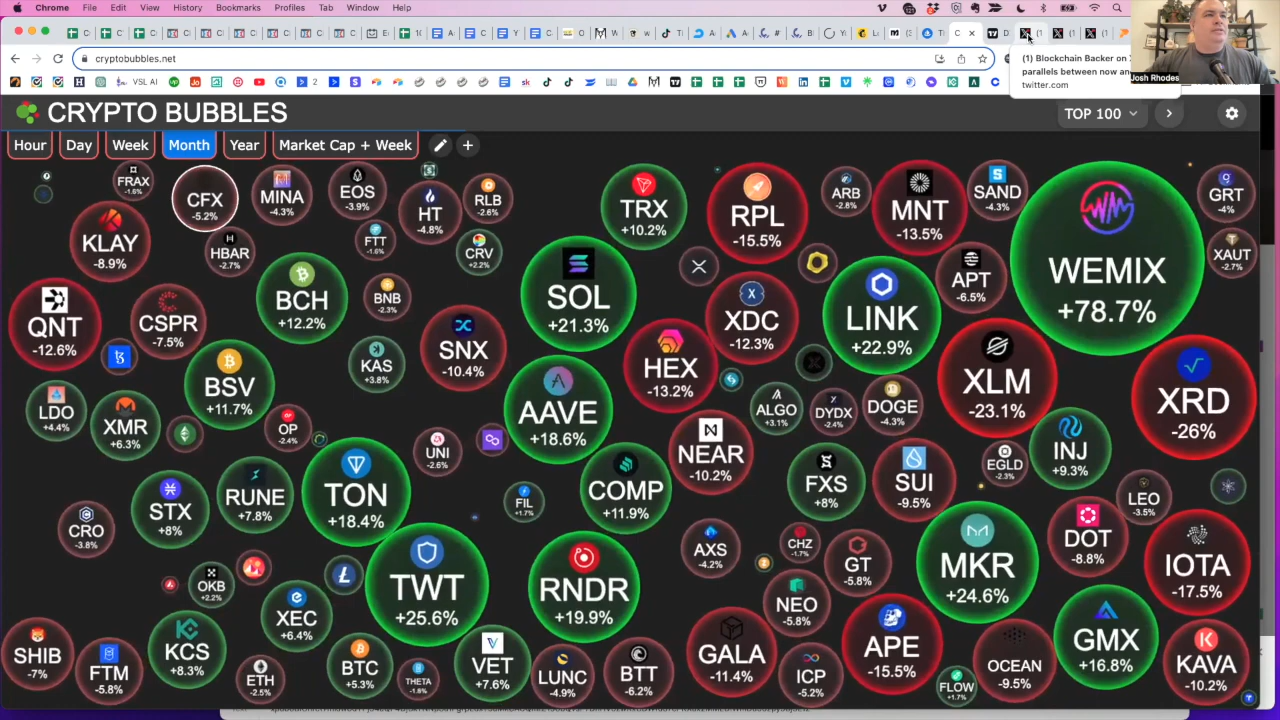 Chrome File Edit View History Bookmarks Profiles Tab Window Help
cryptobubbles.net
(1) Blockchain Backer on
parallels between now an
twitter.com
Josh Rhodes
VSL AI
CRYPTO BUBBLES
TOP 100
Hour Day Week Month Year Market Cap + Week
FRAX
-1.6%
CFX
-5.2%
MINA
-4.3%
EOS
-3.9%
HT
-4.8%
RLB
-2.6%
TRX
+10.2%
RPL
-15.5%
ARB
-2.8%
MNT
-13.5%
SAND
-4.3%
WEMIX
+78.7%
GRT
-4%
KLAY
-8.9%
HBAR
-2.7%
FTT
-1.6%
CRV
+2.2%
XAUT
-2.7%
QNT
-12.6%
CSPR
-7.5%
BCH
+12.2%
BNB
-2.3%
SOL
+21.3%
XDC
-12.3%
LINK
+22.9%
APT
-6.5%
SNX
-10.4%
KAS
+3.8%
HEX
-13.2%
XLM
-23.1%
XRD
-26%
LDO
+4.4%
XMR
+6.3%
BSV
+11.7%
OP
-2.4%
AAVE
+18.6%
ALGO
+3.1%
DYDX
-2.4%
DOGE
-4.3%
UNI
-2.6%
NEAR
-10.2%
INJ
+9.3%
EGLD
-2.3%
STX
+8%
RUNE
+7.8%
TON
+18.4%
FIL
+1.7%
COMP
+11.9%
FXS
+8%
SUI
-9.5%
LEO
-3.5%
CRO
-3.8%
AXS
-4.2%
CHZ
-1.7%
GT
-5.8%
MKR
+24.6%
DOT
-8.8%
IOTA
-17.5%
OKB
+2.2%
XEC
+6.4%
TWT
+25.6%
RNDR
+19.9%
NEO
-5.8%
SHIB
-7%
FTM
-5.8%
KCS
+8.3%
ETH
-2.5%
BTC
+5.3%
THETA
-1.8%
VET
+7.6%
LUNC
-4.9%
BTT
-6.2%
GALA
-11.4%
ICP
-5.2%
APE
-15.5%
FLOW
+1.7%
OCEAN
-9.5%
GMX
+16.8%
KAVA
-10.2%